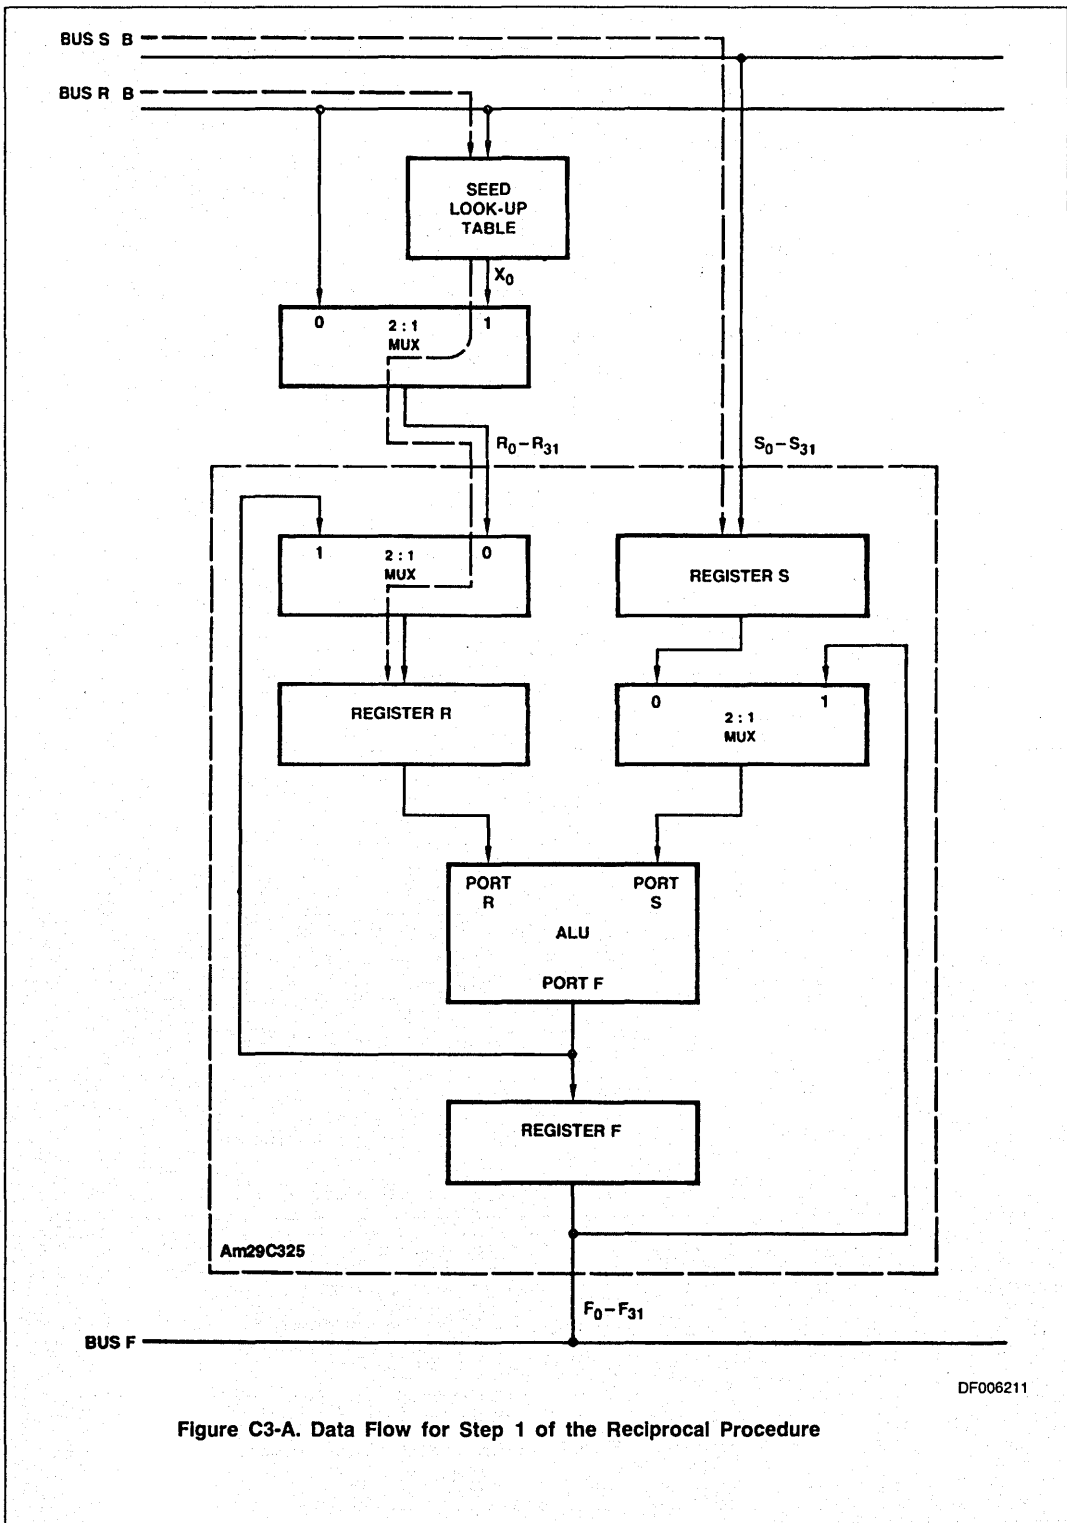 BUS S B
BUS R B
SEED
LOOK-UP
TABLE
X0
0
2 : 1
MUX
1
R0–R31
S0–S31
1
2 : 1
MUX
0
REGISTER S
REGISTER R
0
2 : 1
MUX
1
PORT
R
PORT
S
ALU
PORT F
REGISTER F
Am29C325
F0–F31
BUS F
DF006211
Figure C3-A. Data Flow for Step 1 of the Reciprocal Procedure